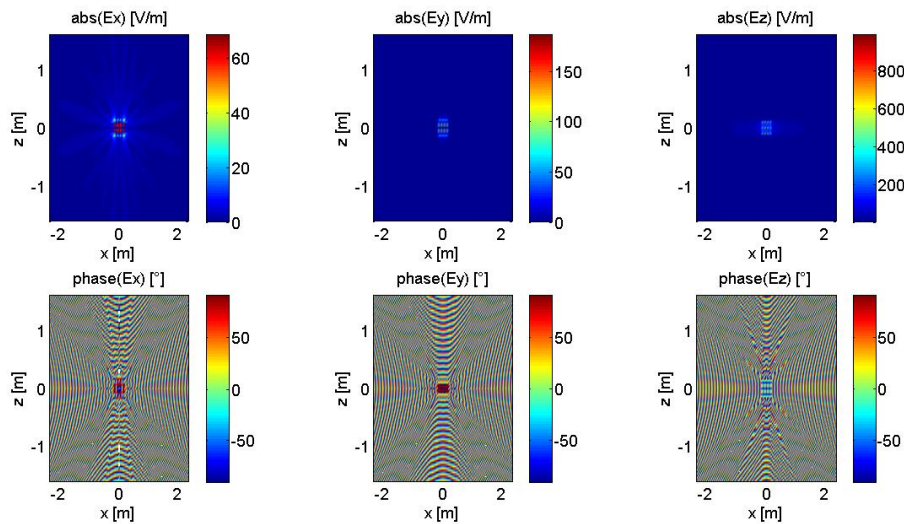 abs(Ex) [V/m]
abs(Ey) [V/m]
abs(Ez) [V/m]
1
0
-1
z [m]
-2 0 2
x [m]
60
40
20
0
1
0
-1
z [m]
-2 0 2
x [m]
150
100
50
0
1
0
-1
z [m]
-2 0 2
x [m]
800
600
400
200
phase(Ex) [°]
phase(Ey) [°]
phase(Ez) [°]
1
0
-1
z [m]
-2 0 2
x [m]
50
0
-50
1
0
-1
z [m]
-2 0 2
x [m]
50
0
-50
1
0
-1
z [m]
-2 0 2
x [m]
50
0
-50